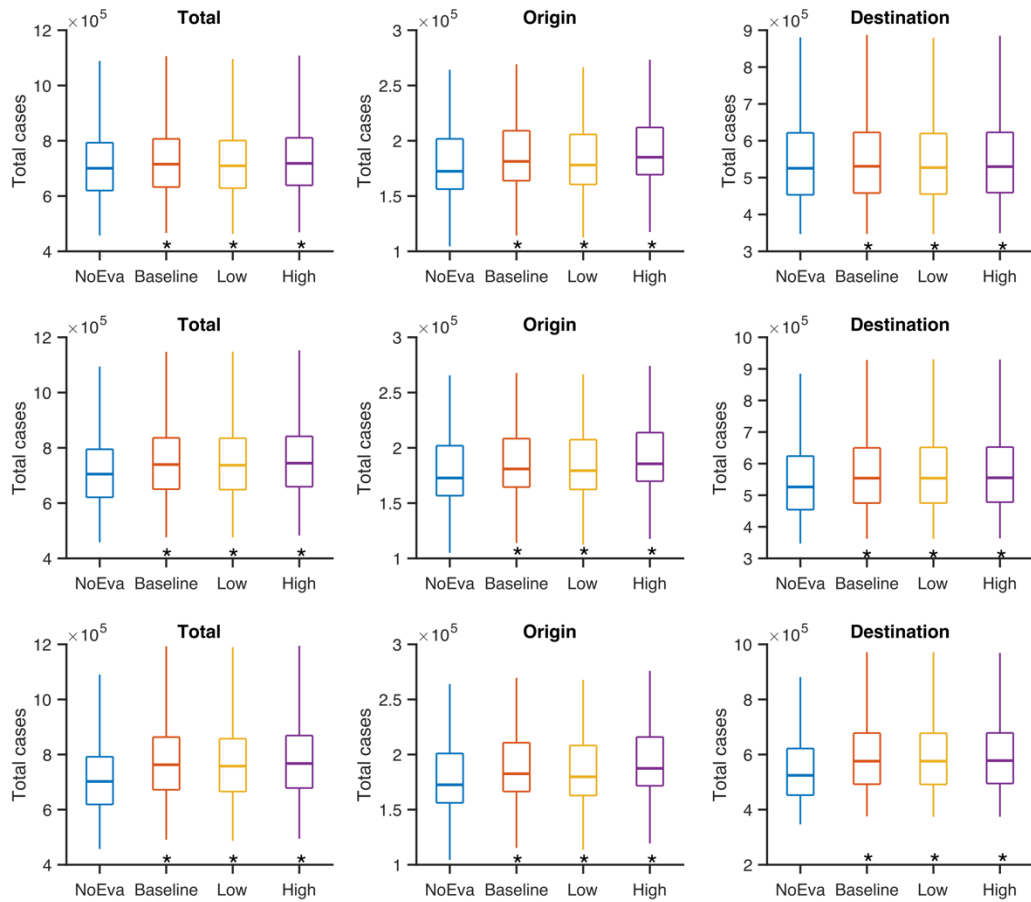 Total Origin Destination
×10^5 ×10^5 ×10^5
12 3 9
10 2.5 8
8 2 7
6 1.5 6
4 1 5
4
3
Total cases Total cases Total cases
* * * * * * * * *
NoEva Baseline Low High NoEva Baseline Low High NoEva Baseline Low High
Total Origin Destination
×10^5 ×10^5 ×10^5
12 3 10
10 2.5 9
8 2 8
6 1.5 7
4 1 6
5
4
3
Total cases Total cases Total cases
* * * * * * * * *
NoEva Baseline Low High NoEva Baseline Low High NoEva Baseline Low High
Total Origin Destination
×10^5 ×10^5 ×10^5
12 3 10
10 2.5 8
8 2 6
6 1.5 4
4 1 2
Total cases Total cases Total cases
* * * * * * * * *
NoEva Baseline Low High NoEva Baseline Low High NoEva Baseline Low High